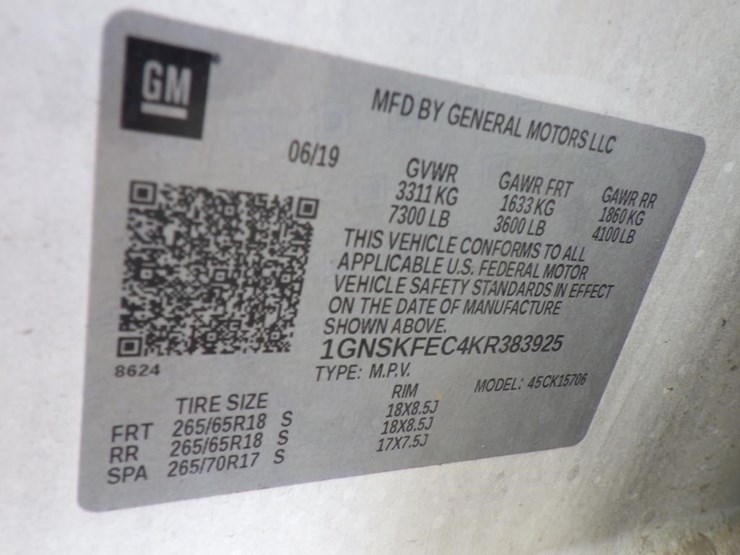 GM
MFD BY GENERAL MOTORS LLC
06/19
GVWR GAWR FRT GAWR RR
3311 KG 1633 KG 1860 KG
7300 LB 3600 LB 4100 LB
THIS VEHICLE CONFORMS TO ALL
APPLICABLE U.S. FEDERAL MOTOR
VEHICLE SAFETY STANDARDS IN EFFECT
ON THE DATE OF MANUFACTURE
SHOWN ABOVE.
1GNSKFEC4KR383925
8624
TYPE: M.P.V. MODEL: 45CK15706
TIRE SIZE RIM
FRT 265/65R18 S 18X8.5J
RR 265/65R18 S 18X8.5J
SPA 265/70R17 S 17X7.5J